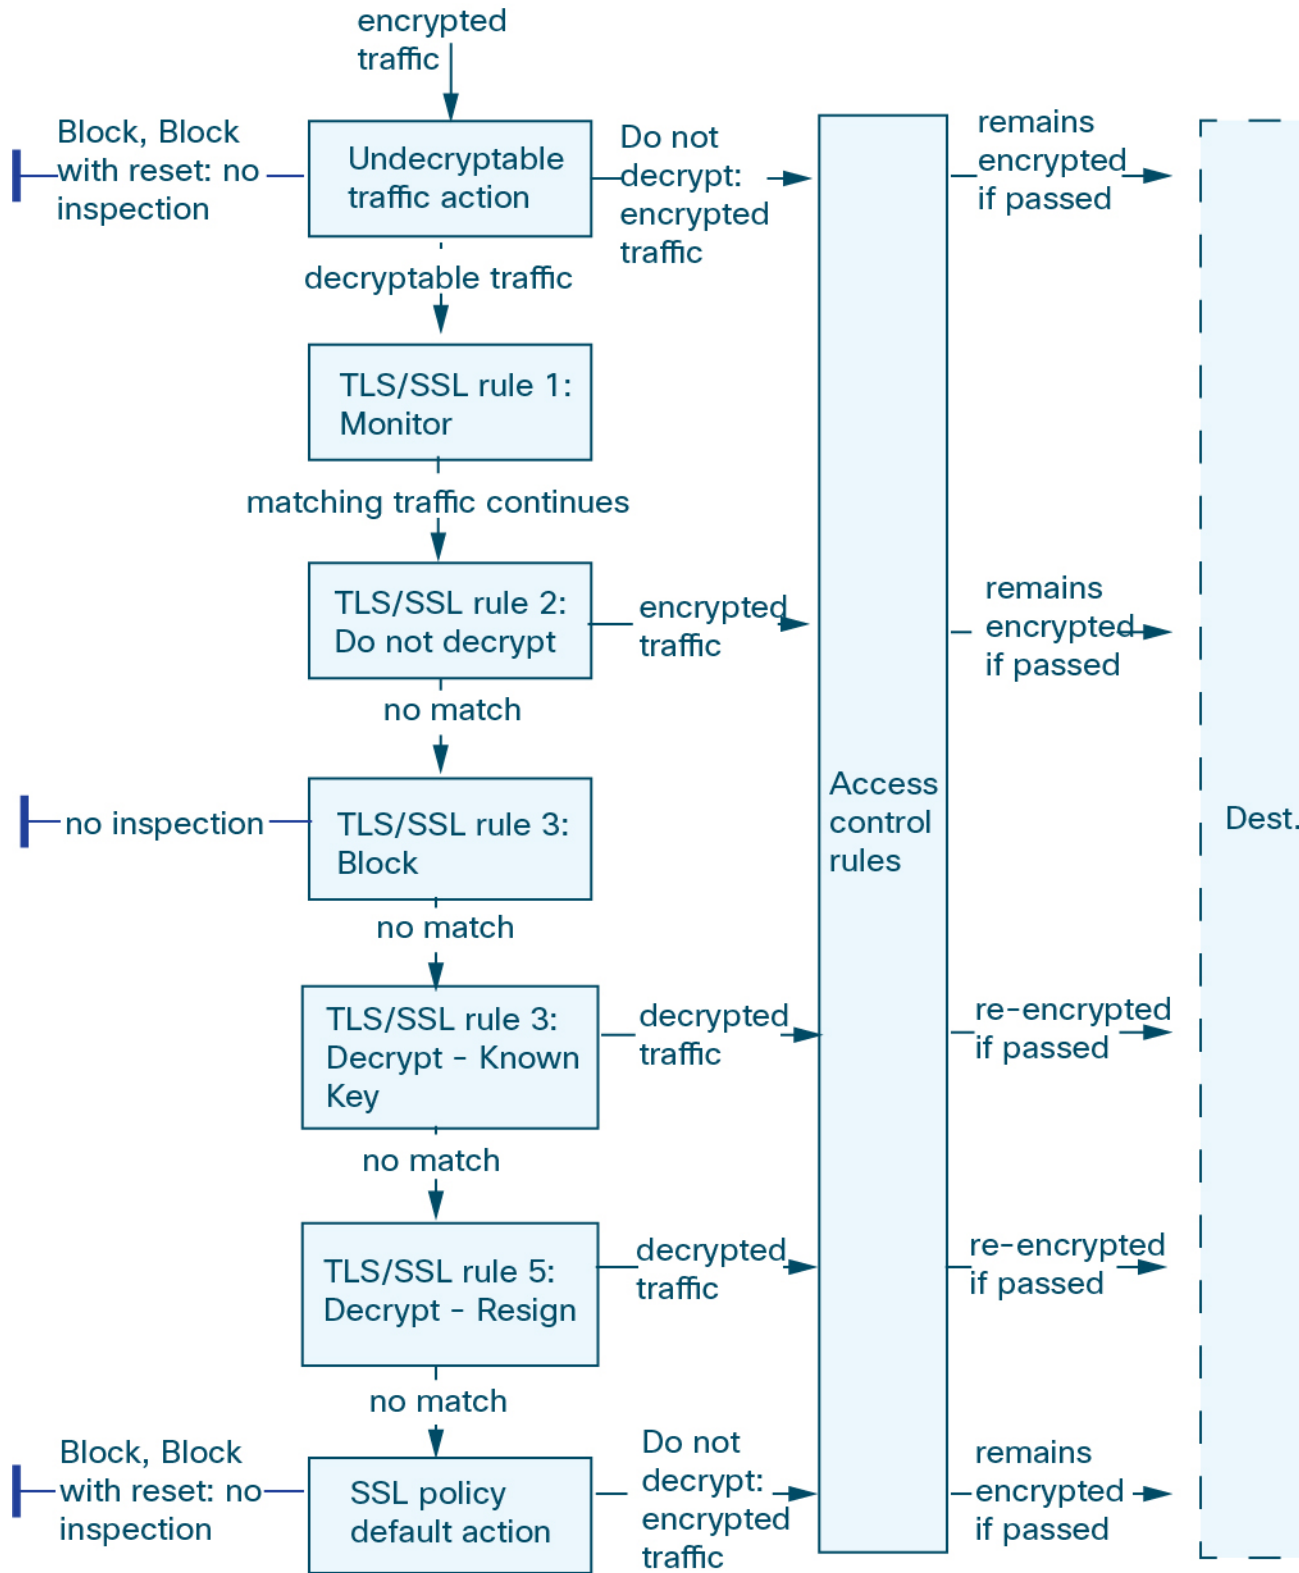 encrypted
traffic
Block, Block
with reset: no
inspection
Undecryptable
traffic action
Do not
decrypt:
encrypted
traffic
remains
encrypted
if passed
decryptable traffic
TLS/SSL rule 1:
Monitor
matching traffic continues
TLS/SSL rule 2:
Do not decrypt
encrypted
traffic
remains
encrypted
if passed
no match
no inspection
TLS/SSL rule 3:
Block
Access
control
rules
Dest.
no match
TLS/SSL rule 3:
Decrypt - Known
Key
decrypted
traffic
re-encrypted
if passed
no match
TLS/SSL rule 5:
Decrypt - Resign
decrypted
traffic
re-encrypted
if passed
no match
Block, Block
with reset: no
inspection
SSL policy
default action
Do not
decrypt:
encrypted
traffic
remains
encrypted
if passed